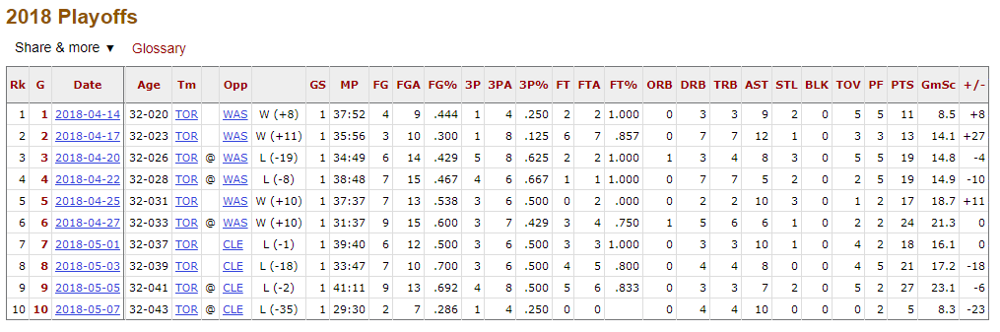 2018 Playoffs
Share & more ▼ Glossary
Rk G Date Age Tm Opp GS MP FG FGA FG% 3P 3PA 3P% FT FTA FT% ORB DRB TRB AST STL BLK TOV PF PTS GmSc +/-
1 1 2018-04-14 32-020 TOR WAS W (+8) 1 37:52 4 9 .444 1 4 .250 2 2 1.000 0 3 3 9 2 0 5 5 11 8.5 +8
2 2 2018-04-17 32-023 TOR WAS W (+11) 1 35:56 3 10 .300 1 8 .125 6 7 .857 0 7 7 12 1 0 3 3 13 14.1 +27
3 3 2018-04-20 32-026 TOR @ WAS L (-19) 1 34:49 6 14 .429 5 8 .625 2 2 1.000 1 3 4 8 3 0 5 5 19 14.8 -4
4 4 2018-04-22 32-028 TOR @ WAS L (-8) 1 38:48 7 15 .467 4 6 .667 1 1 1.000 0 7 7 5 2 0 2 5 19 14.9 -10
5 5 2018-04-25 32-031 TOR WAS W (+10) 1 37:37 7 13 .538 3 6 .500 0 2 .000 0 2 2 10 3 0 1 2 17 18.7 +11
6 6 2018-04-27 32-033 TOR @ WAS W (+10) 1 31:37 9 15 .600 3 7 .429 3 4 .750 1 5 6 6 1 0 2 2 24 21.3 0
7 7 2018-05-01 32-037 TOR CLE L (-1) 1 39:40 6 12 .500 3 6 .500 3 3 1.000 0 3 3 10 1 0 4 2 18 16.1 0
8 8 2018-05-03 32-039 TOR CLE L (-18) 1 33:47 7 10 .700 3 6 .500 4 5 .800 0 4 4 8 0 0 4 5 21 17.2 -18
9 9 2018-05-05 32-041 TOR @ CLE L (-2) 1 41:11 9 13 .692 4 8 .500 5 6 .833 0 3 3 7 2 0 5 2 27 23.1 -6
10 10 2018-05-07 32-043 TOR @ CLE L (-35) 1 29:30 2 7 .286 1 4 .250 0 0 0 4 4 10 0 0 0 2 5 8.3 -23